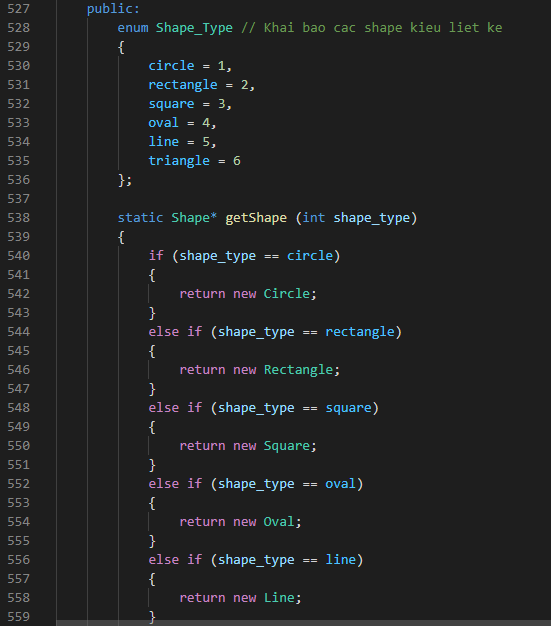 527 public:
528 enum Shape_Type // Khai bao cac shape kieu liet ke
529 {
530 circle = 1,
531 rectangle = 2,
532 square = 3,
533 oval = 4,
534 line = 5,
535 triangle = 6
536 };
537
538 static Shape* getShape (int shape_type)
539 {
540 if (shape_type == circle)
541 {
542 return new Circle;
543 }
544 else if (shape_type == rectangle)
545 {
546 return new Rectangle;
547 }
548 else if (shape_type == square)
549 {
550 return new Square;
551 }
552 else if (shape_type == oval)
553 {
554 return new Oval;
555 }
556 else if (shape_type == line)
557 {
558 return new Line;
559 }